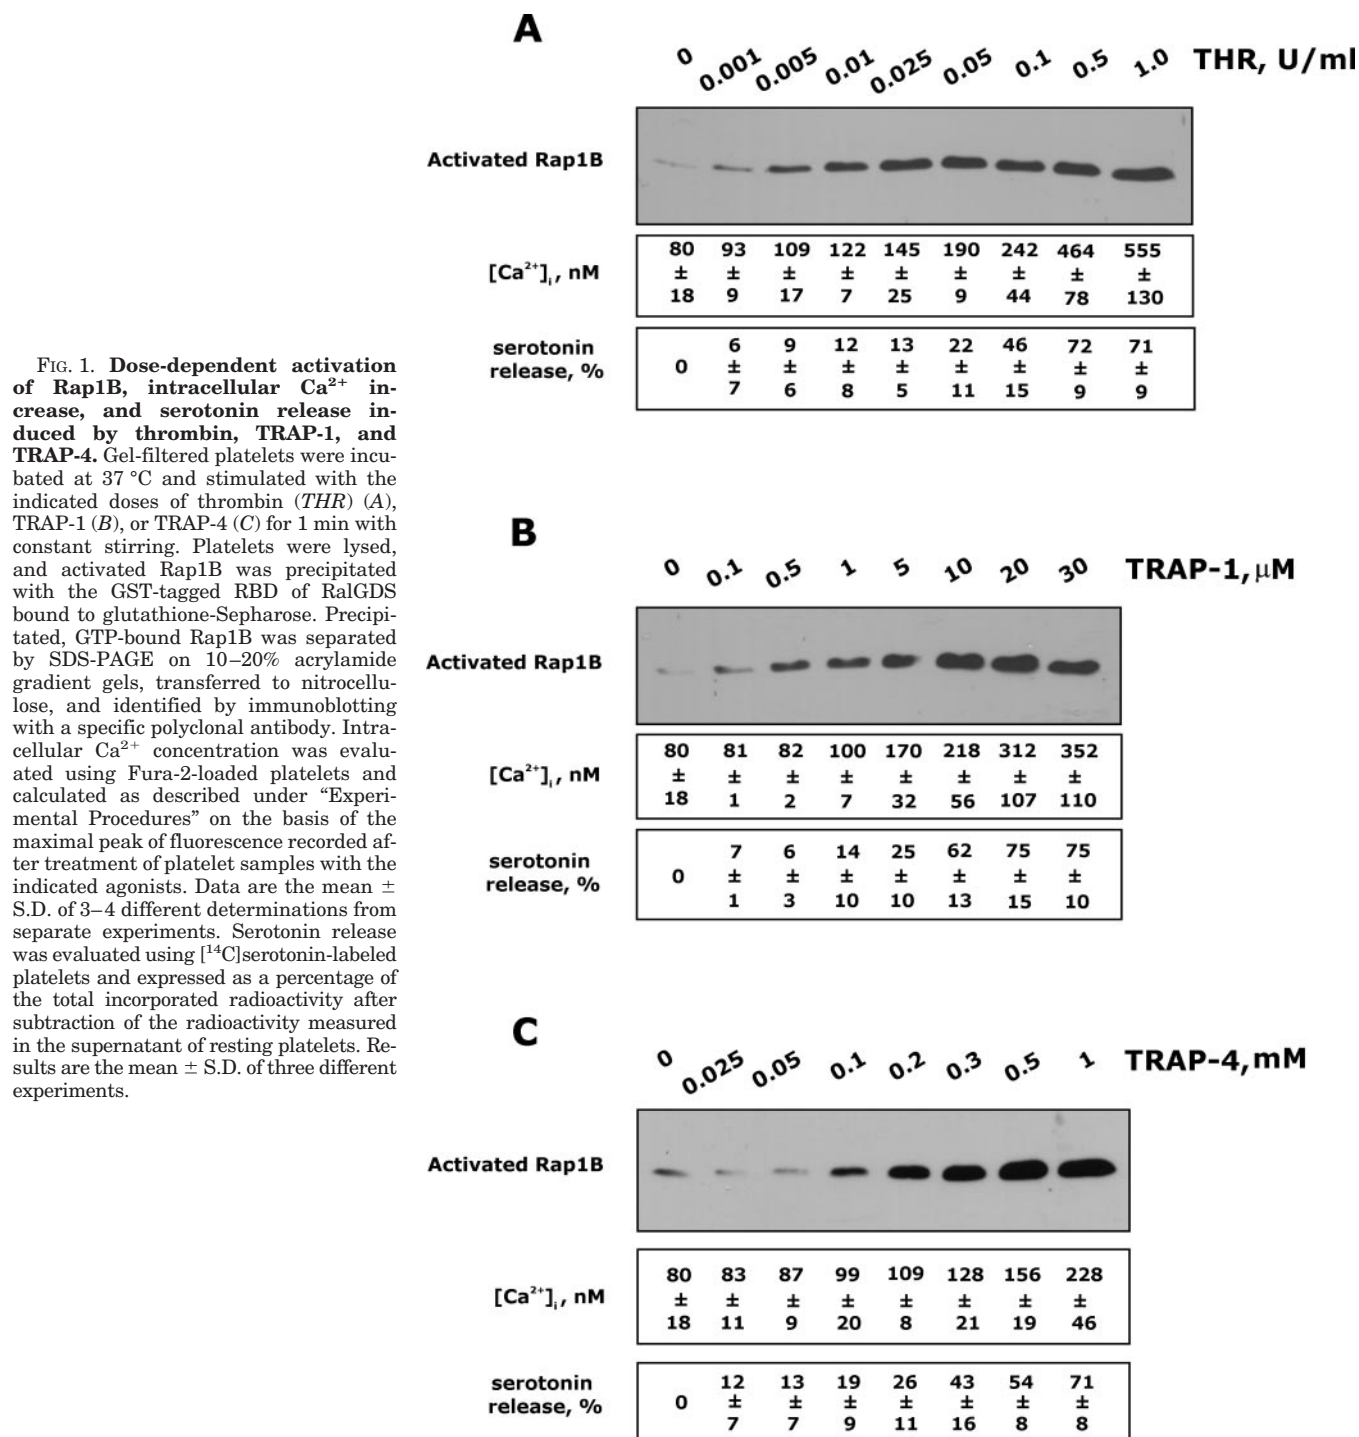 FIG. 1. Dose-dependent activation
of Rap1B, intracellular Ca²⁺ in-
crease, and serotonin release in-
duced by thrombin, TRAP-1, and
TRAP-4. Gel-filtered platelets were incu-
bated at 37 °C and stimulated with the
indicated doses of thrombin (THR) (A),
TRAP-1 (B), or TRAP-4 (C) for 1 min with
constant stirring. Platelets were lysed,
and activated Rap1B was precipitated
with the GST-tagged RBD of RalGDS
bound to glutathione-Sepharose. Precipi-
tated, GTP-bound Rap1B was separated
by SDS-PAGE on 10–20% acrylamide
gradient gels, transferred to nitrocellu-
lose, and identified by immunoblotting
with a specific polyclonal antibody. Intra-
cellular Ca²⁺ concentration was evalu-
ated using Fura-2-loaded platelets and
calculated as described under “Experi-
mental Procedures” on the basis of the
maximal peak of fluorescence recorded af-
ter treatment of platelet samples with the
indicated agonists. Data are the mean ±
S.D. of 3–4 different determinations from
separate experiments. Serotonin release
was evaluated using [¹⁴C]serotonin-labeled
platelets and expressed as a percentage of
the total incorporated radioactivity after
subtraction of the radioactivity measured
in the supernatant of resting platelets. Re-
sults are the mean ± S.D. of three different
experiments.
A
0 0.001 0.005 0.01 0.025 0.05 0.1 0.5 1.0 THR, U/ml
Activated Rap1B
80 93 109 122 145 190 242 464 555
[Ca²⁺]ᵢ, nM ± ± ± ± ± ± ± ± ±
18 9 17 7 25 9 44 78 130
serotonin 6 9 12 13 22 46 72 71
release, % 0 ± ± ± ± ± ± ± ±
7 6 8 5 11 15 9 9
B
0 0.1 0.5 1 5 10 20 30 TRAP-1, μM
Activated Rap1B
80 81 82 100 170 218 312 352
[Ca²⁺]ᵢ, nM ± ± ± ± ± ± ± ±
18 1 2 7 32 56 107 110
serotonin 7 6 14 25 62 75 75
release, % 0 ± ± ± ± ± ± ±
1 3 10 10 13 15 10
C
0 0.025 0.05 0.1 0.2 0.3 0.5 1 TRAP-4, mM
Activated Rap1B
80 83 87 99 109 128 156 228
[Ca²⁺]ᵢ, nM ± ± ± ± ± ± ± ±
18 11 9 20 8 21 19 46
serotonin 12 13 19 26 43 54 71
release, % 0 ± ± ± ± ± ± ±
7 7 9 11 16 8 8